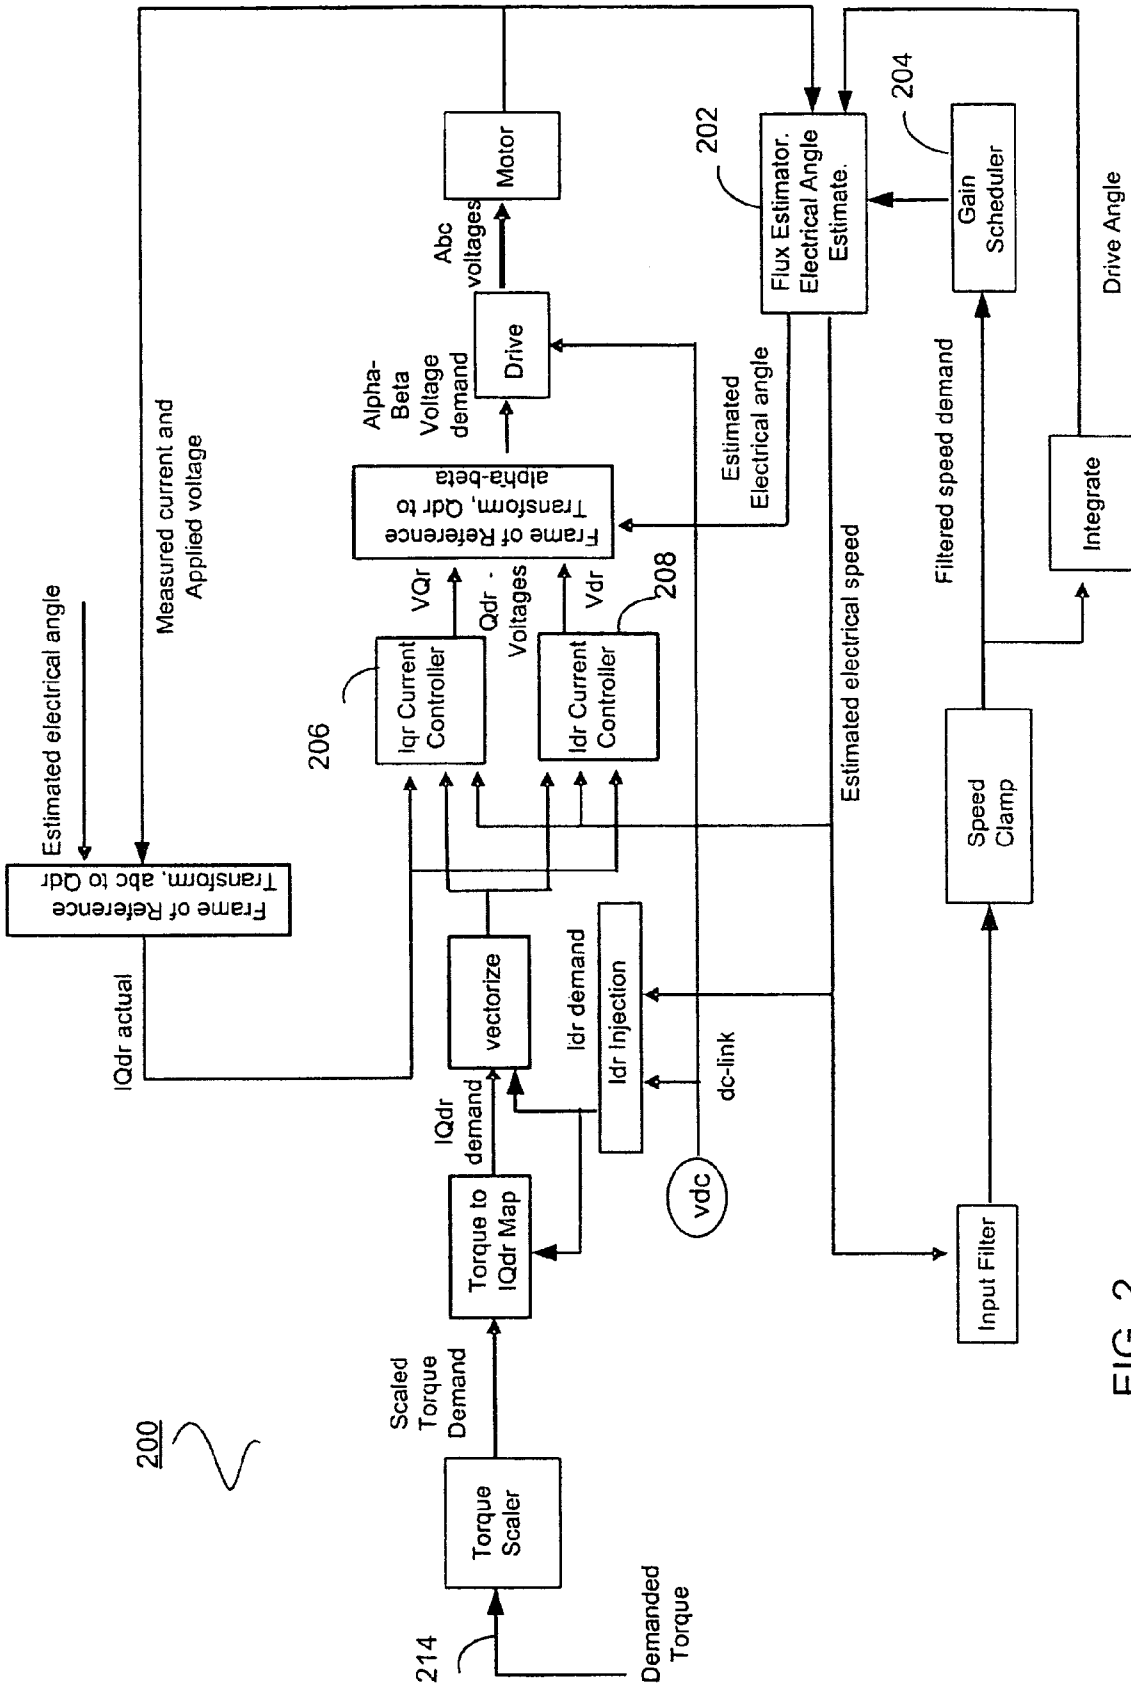 200
214
Demanded
Torque
Torque
Scaler
Scaled
Torque
Demand
Torque to
IQdr Map
IQdr
demand
vectorize
Idr demand
Idr Injection
vdc
dc-link
IQdr actual
Frame of Reference
Transform, abc to Qdr
Estimated electrical angle
Measured current and
Applied voltage
206
Iqr Current
Controller
Idr Current
Controller
208
VQr
Qdr -
Voltages
Vdr
Frame of Reference
Transform, Qdr to
alpha-beta
Alpha-
Beta
Voltage
demand
Drive
Abc
voltages
Motor
202
Flux Estimator.
Electrical Angle
Estimate.
Estimated
Electrical angle
Estimated electrical speed
204
Gain
Scheduler
Filtered speed demand
Input Filter
Speed
Clamp
Integrate
Drive Angle
FIG. 2